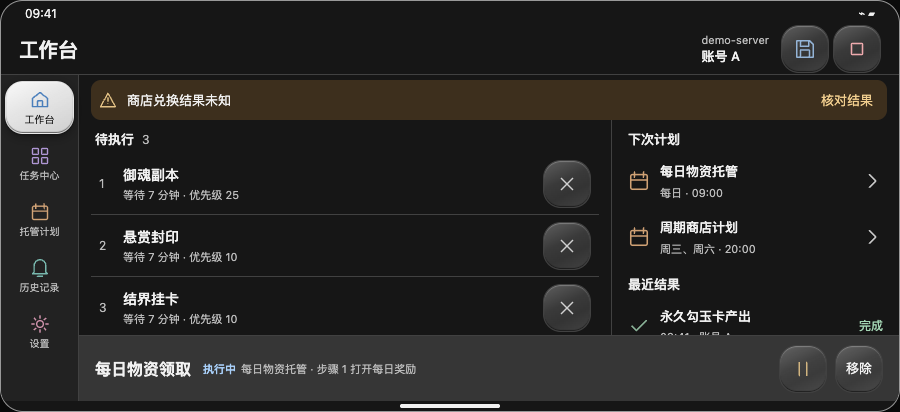 09:41
工作台
demo-server
账号 A
工作台
任务中心
托管计划
历史记录
设置
商店兑换结果未知
核对结果
待执行 3
1
御魂副本
等待 7 分钟 · 优先级 25
2
悬赏封印
等待 7 分钟 · 优先级 10
3
结界挂卡
等待 7 分钟 · 优先级 10
下次计划
每日物资托管
每日 · 09:00
周期商店计划
周三、周六 · 20:00
最近结果
永久勾玉卡产出
完成
每日物资领取 执行中 每日物资托管 · 步骤 1 打开每日奖励
移除